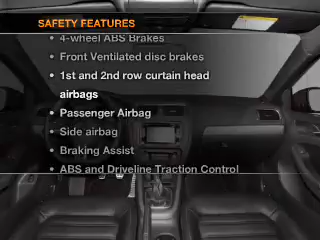 SAFETY FEATURES
• 4-wheel ABS Brakes
• Front Ventilated disc brakes
• 1st and 2nd row curtain head
airbags
• Passenger Airbag
• Side airbag
• Braking Assist
• ABS and Driveline Traction Control